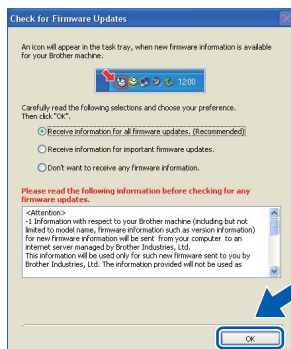 Check for Firmware Updates
An icon will appear in the task tray, when new firmware information is available
for your Brother machine.
12:00
Carefully read the following selections and choose your preference.
Then click "OK".
Receive information for all firmware updates. (Recommended)
Receive information for important firmware updates.
Don't want to receive any firmware information.
Please read the following information before checking for any
firmware updates.
<Attention>
-1 Information with respect to your Brother machine (including but not
limited to model name, firmware information such as version information)
for new firmware information will be sent from your computer to an
internet server managed by Brother Industries, Ltd.
This information will be used only for such new firmware sent to you by
Brother Industries, Ltd. The information provided will not be used as
OK